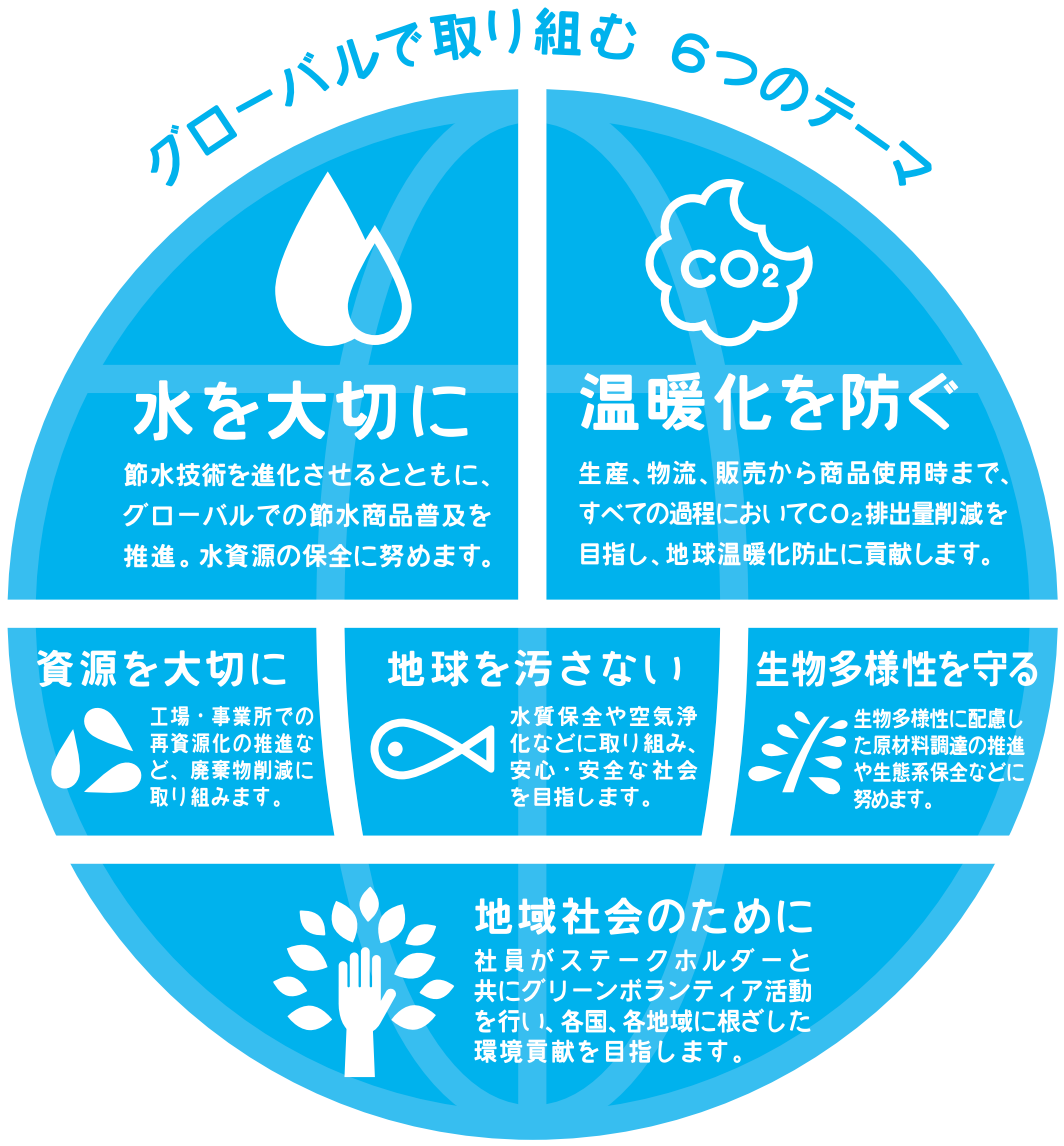 グローバルで取り組む 6つのテーマ
CO₂
水を大切に
節水技術を進化させるとともに、
グローバルでの節水商品普及を
推進。水資源の保全に努めます。
温暖化を防ぐ
生産、物流、販売から商品使用時まで、
すべての過程においてCO₂排出量削減を
目指し、地球温暖化防止に貢献します。
資源を大切に
工場・事業所での
再資源化の推進な
ど、廃棄物削減に
取り組みます。
地球を汚さない
水質保全や空気浄
化などに取り組み、
安心・安全な社会
を目指します。
生物多様性を守る
生物多様性に配慮し
た原材料調達の推進
や生態系保全などに
努めます。
地域社会のために
社員がステークホルダーと
共にグリーンボランティア活動
を行い、各国、各地域に根ざした
環境貢献を目指します。